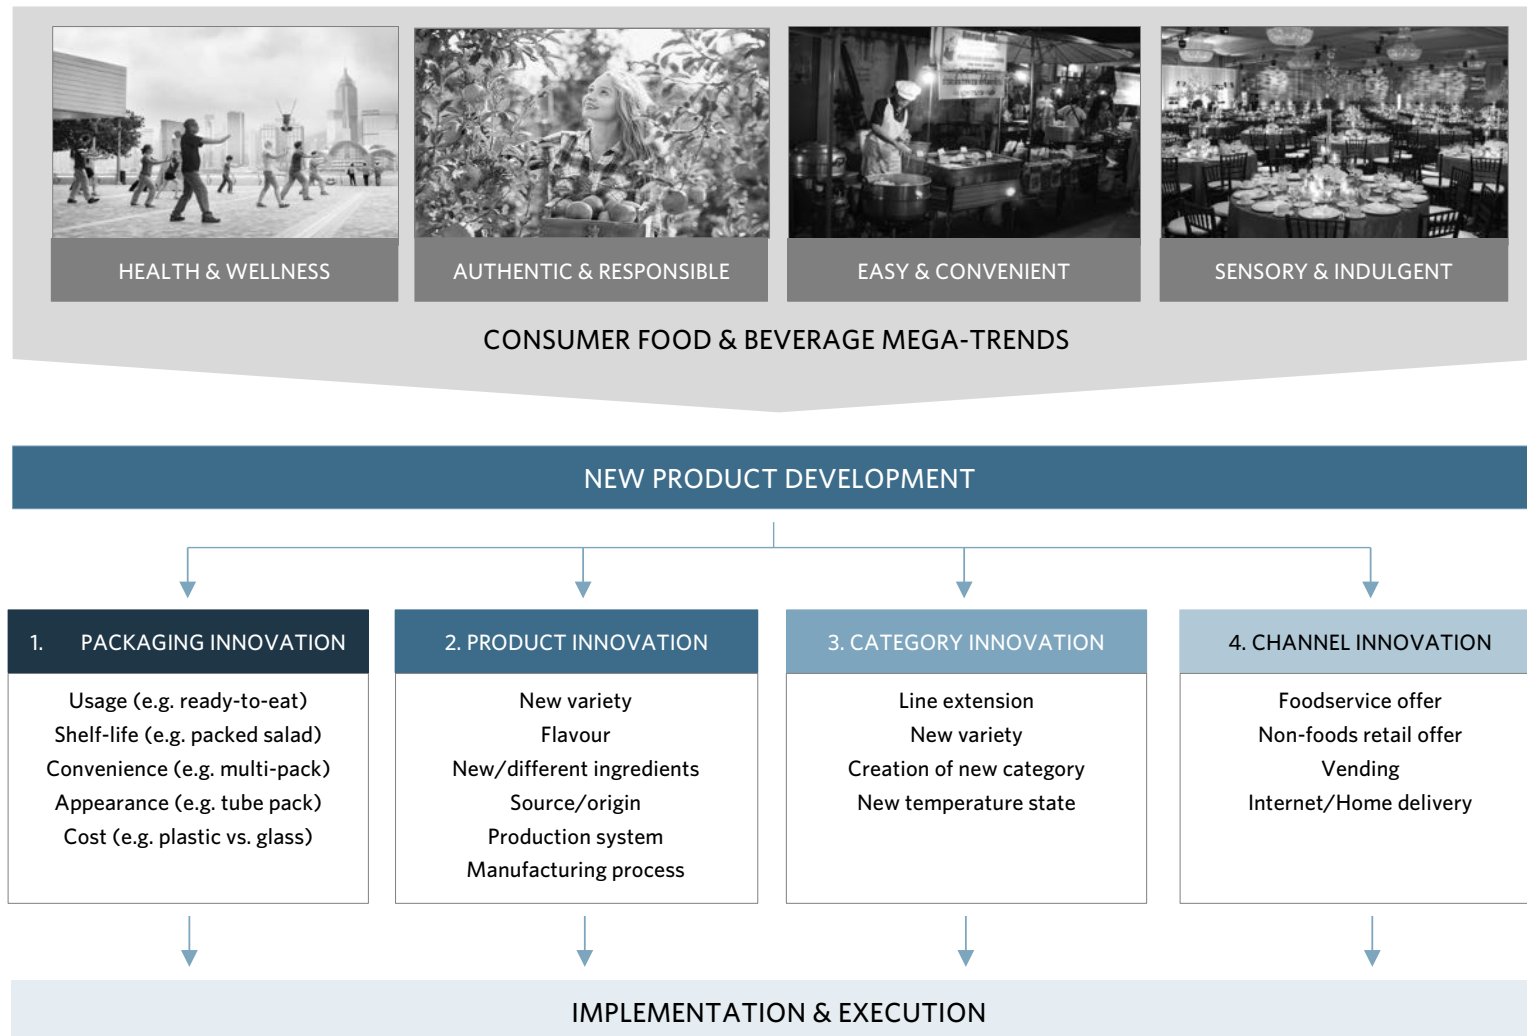 HEALTH & WELLNESS
AUTHENTIC & RESPONSIBLE
EASY & CONVENIENT
SENSORY & INDULGENT
CONSUMER FOOD & BEVERAGE MEGA-TRENDS
NEW PRODUCT DEVELOPMENT
1. PACKAGING INNOVATION
Usage (e.g. ready-to-eat)
Shelf-life (e.g. packed salad)
Convenience (e.g. multi-pack)
Appearance (e.g. tube pack)
Cost (e.g. plastic vs. glass)
2. PRODUCT INNOVATION
New variety
Flavour
New/different ingredients
Source/origin
Production system
Manufacturing process
3. CATEGORY INNOVATION
Line extension
New variety
Creation of new category
New temperature state
4. CHANNEL INNOVATION
Foodservice offer
Non-foods retail offer
Vending
Internet/Home delivery
IMPLEMENTATION & EXECUTION